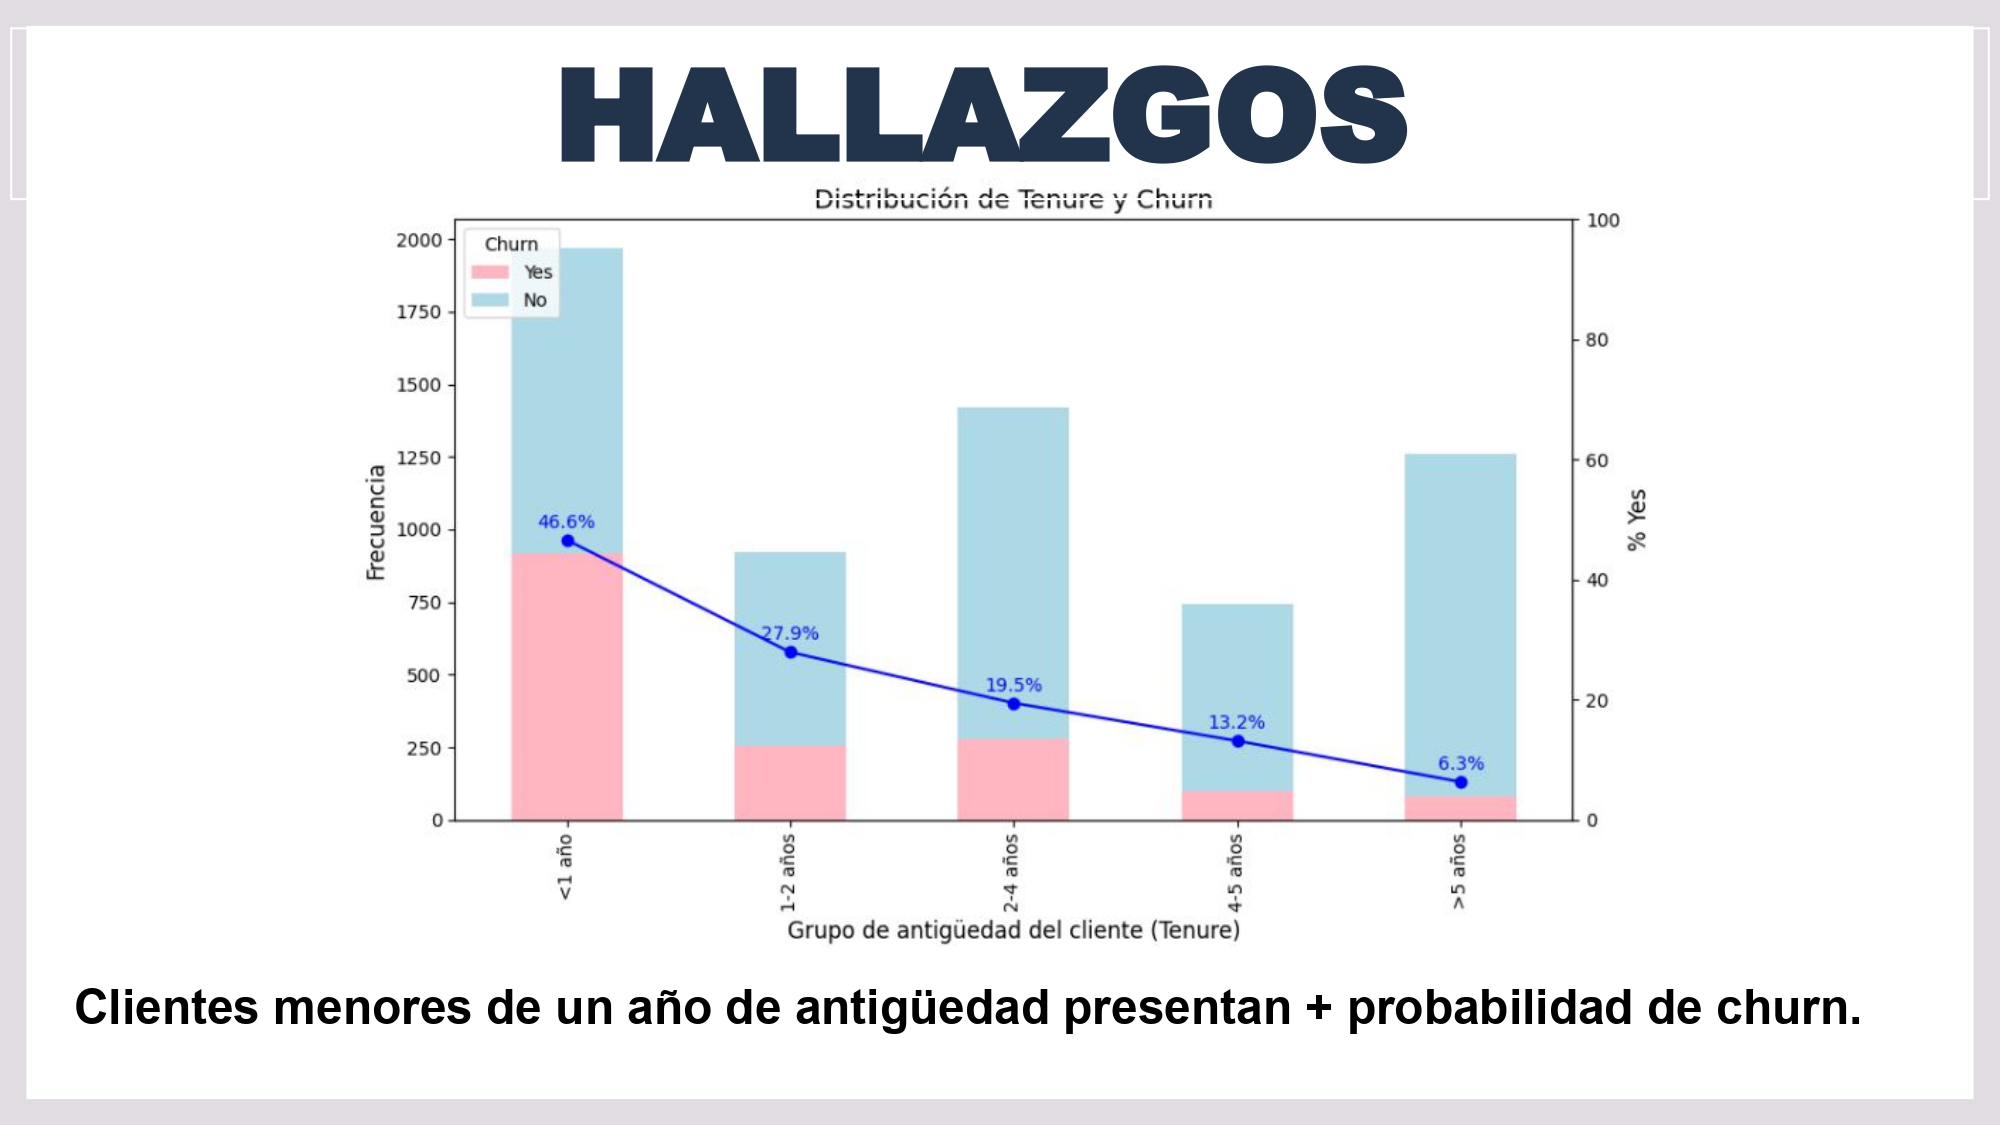 HALLAZGOS
Distribución de Tenure y Churn
Churn
Yes
No
2000
1750
1500
1250
1000
750
500
250
0
Frecuencia
100
80
60
40
20
0
% Yes
46.6%
27.9%
19.5%
13.2%
6.3%
<1 año
1-2 años
2-4 años
4-5 años
>5 años
Grupo de antigüedad del cliente (Tenure)
Clientes menores de un año de antigüedad presentan + probabilidad de churn.